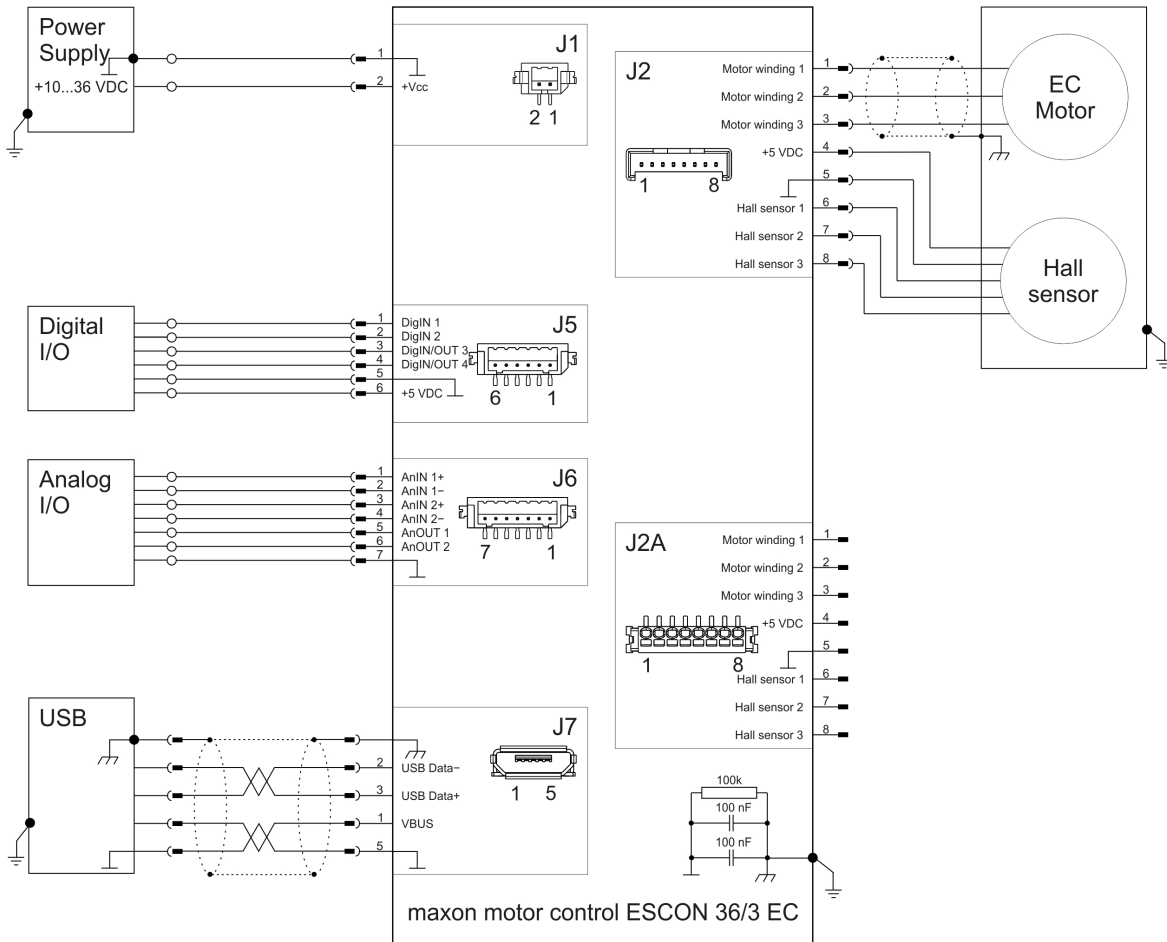 Power
Supply
+10...36 VDC
1
2
+Vcc
J1
2 1
J2
1 8
Motor winding 1
1
Motor winding 2
2
Motor winding 3
3
+5 VDC
4
5
Hall sensor 1
6
Hall sensor 2
7
Hall sensor 3
8
EC
Motor
Hall
sensor
Digital
I/O
1
DigIN 1
2
DigIN 2
3
DigIN/OUT 3
4
DigIN/OUT 4
5
6
+5 VDC
J5
6 1
Analog
I/O
1
AnIN 1+
2
AnIN 1−
3
AnIN 2+
4
AnIN 2−
5
AnOUT 1
6
AnOUT 2
7
J6
7 1
J2A
1 8
Motor winding 1
1
Motor winding 2
2
Motor winding 3
3
+5 VDC
4
5
Hall sensor 1
6
Hall sensor 2
7
Hall sensor 3
8
USB
2
USB Data−
3
USB Data+
1
VBUS
5
J7
1 5
100k
100 nF
100 nF
maxon motor control ESCON 36/3 EC